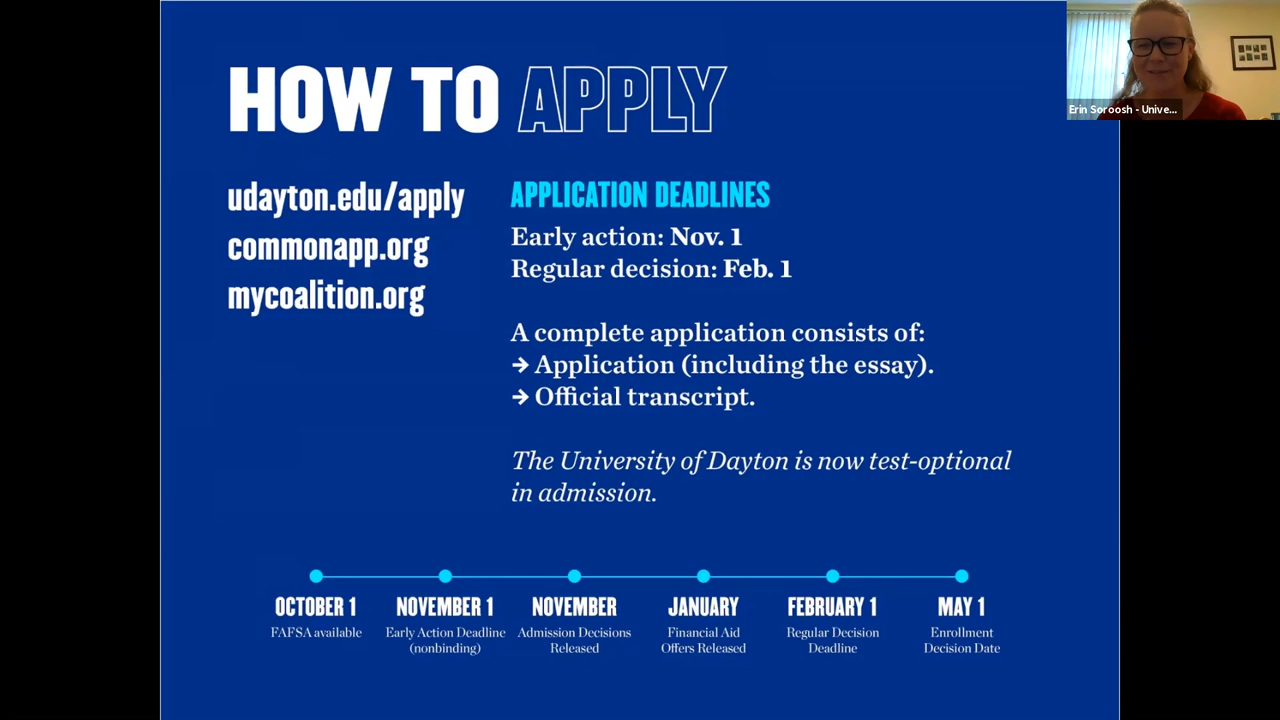 HOW TO APPLY
udayton.edu/apply
commonapp.org
mycoalition.org
APPLICATION DEADLINES
Early action: Nov. 1
Regular decision: Feb. 1
A complete application consists of:
→ Application (including the essay).
→ Official transcript.
The University of Dayton is now test-optional
in admission.
OCTOBER 1
FAFSA available
NOVEMBER 1
Early Action Deadline
(nonbinding)
NOVEMBER
Admission Decisions
Released
JANUARY
Financial Aid
Offers Released
FEBRUARY 1
Regular Decision
Deadline
MAY 1
Enrollment
Decision Date
Erin Soroosh - Unive...